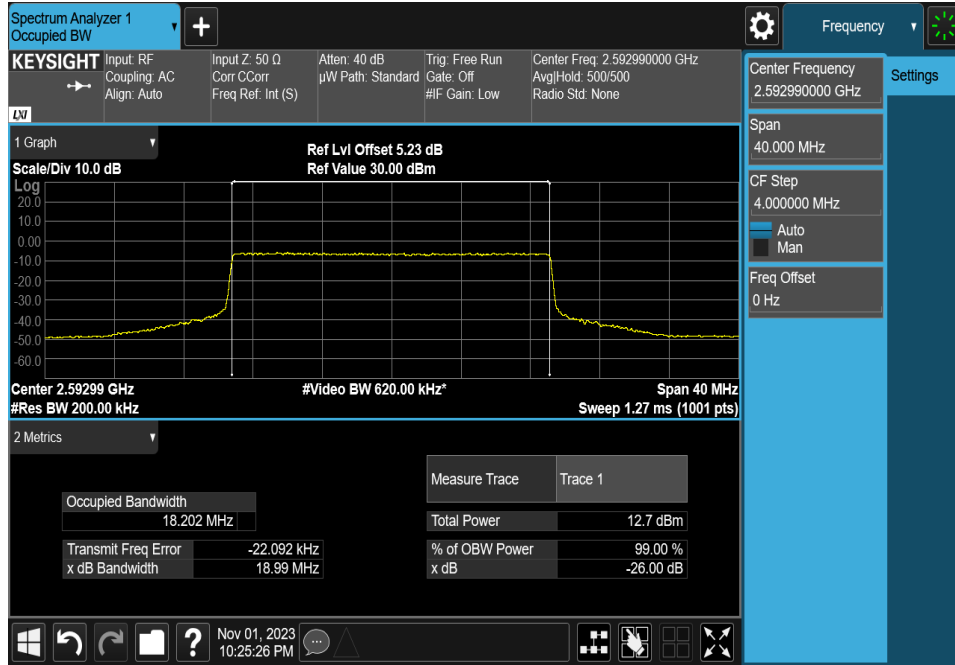 Spectrum Analyzer 1
Occupied BW
Frequency
KEYSIGHT
LXI
Input: RF
Coupling: AC
Align: Auto
Input Z: 50 Ω
Corr CCorr
Freq Ref: Int (S)
Atten: 40 dB
µW Path: Standard
Trig: Free Run
Gate: Off
#IF Gain: Low
Center Freq: 2.592990000 GHz
Avg|Hold: 500/500
Radio Std: None
Center Frequency
2.592990000 GHz
Settings
Span
40.000 MHz
CF Step
4.000000 MHz
Auto
Man
Freq Offset
0 Hz
1 Graph
Scale/Div 10.0 dB
Ref Lvl Offset 5.23 dB
Ref Value 30.00 dBm
Log
20.0
10.0
0.00
-10.0
-20.0
-30.0
-40.0
-50.0
-60.0
Center 2.59299 GHz
#Video BW 620.00 kHz*
Span 40 MHz
#Res BW 200.00 kHz
Sweep 1.27 ms (1001 pts)
2 Metrics
Measure Trace Trace 1
Occupied Bandwidth
18.202 MHz
Total Power 12.7 dBm
Transmit Freq Error -22.092 kHz
% of OBW Power 99.00 %
x dB Bandwidth 18.99 MHz
x dB -26.00 dB
Nov 01, 2023
10:25:26 PM